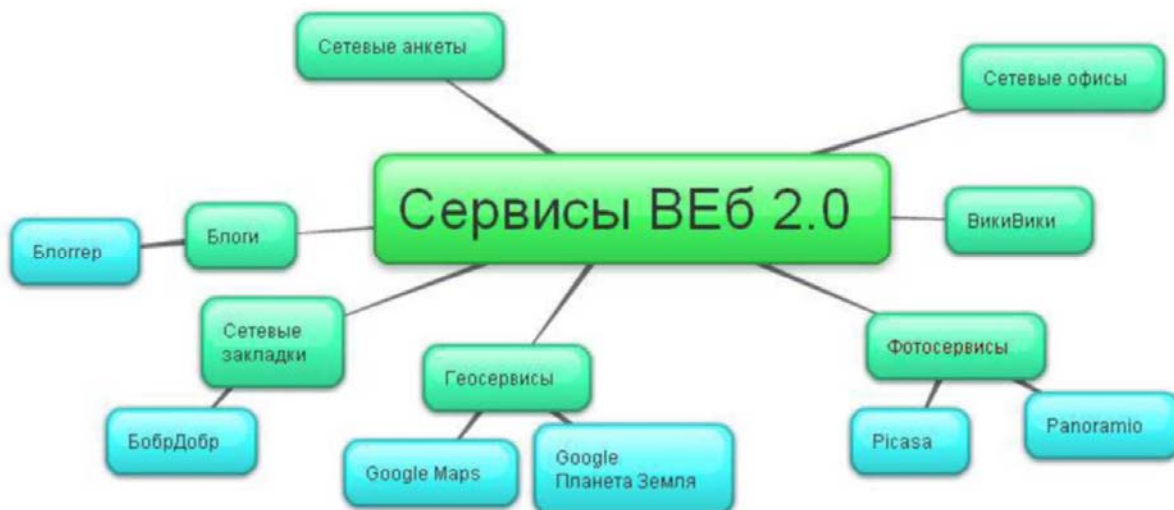 Сетевые анкеты
Сетевые офисы
Сервисы ВЕб 2.0
ВикиВики
Блоги
Блоггер
Сетевые
закладки
Геосервисы
Фотосервисы
БобрДобр
Google Maps
Google
Планета Земля
Picasa
Panoramio